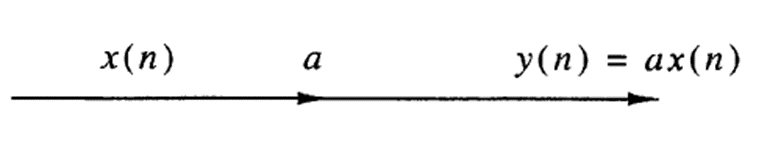 x(n) a y(n) = ax(n)